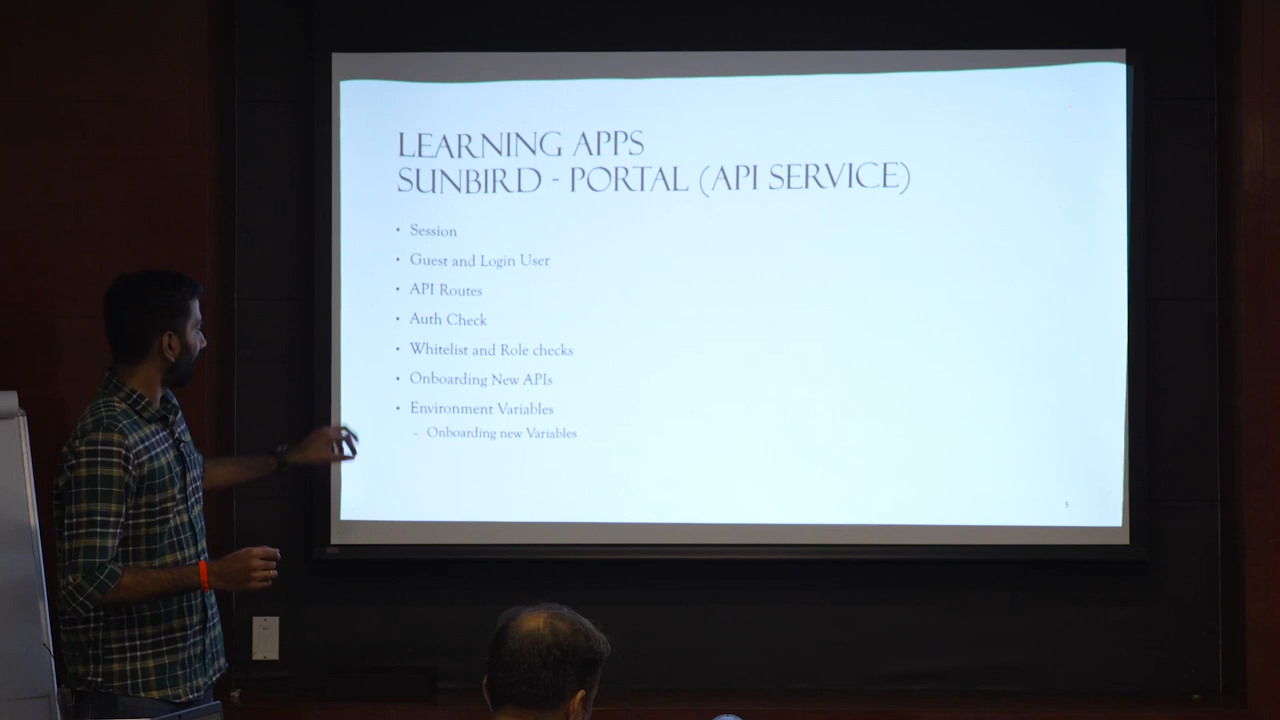 LEARNING APPS
SUNBIRD - PORTAL (API SERVICE)
• Session
• Guest and Login User
• API Routes
• Auth Check
• Whitelist and Role checks
• Onboarding New APIs
• Environment Variables
- Onboarding new Variables
5